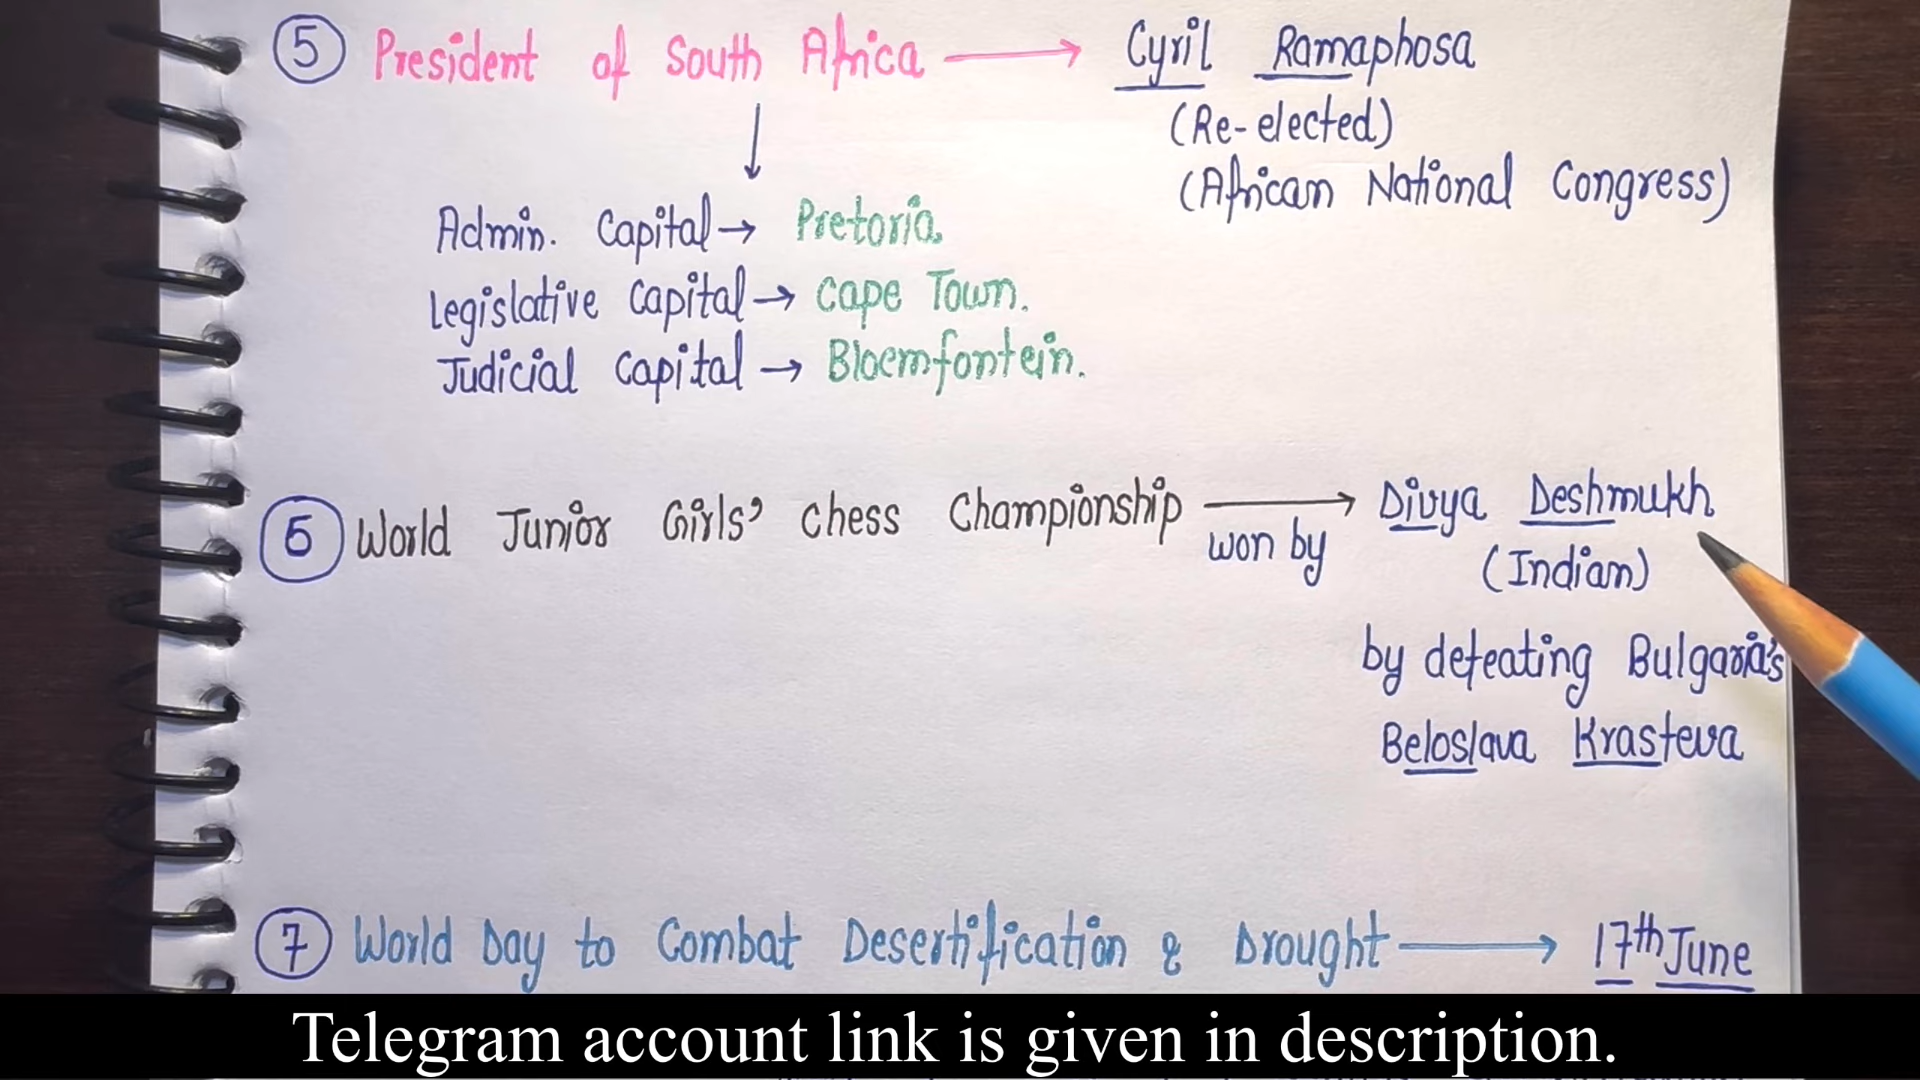 5 President of South Africa → Cyril Ramaphosa
(Re-elected)
(African National Congress)
Admin. Capital → Pretoria
Legislative Capital → Cape Town.
Judicial Capital → Bloemfontein.
6 World Junior Girls' Chess Championship → Divya Deshmukh
won by
(Indian)
by defeating Bulgaria's
Beloslava Krasteva
7 World Day to Combat Desertification & Drought → 17th June
Telegram account link is given in description.